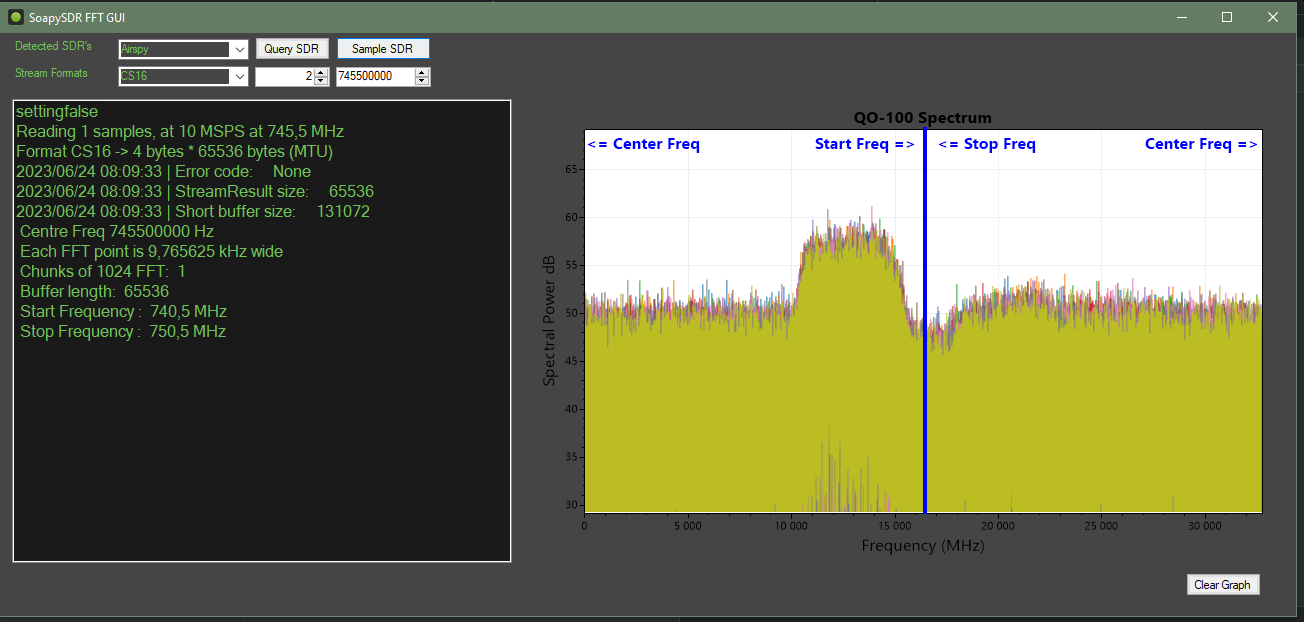 SoapySDR FFT GUI
Detected SDR's
Airspy
Query SDR
Sample SDR
Stream Formats
CS16
2
745500000
settingfalse
Reading 1 samples, at 10 MSPS at 745,5 MHz
Format CS16 -> 4 bytes * 65536 bytes (MTU)
2023/06/24 08:09:33 | Error code: None
2023/06/24 08:09:33 | StreamResult size: 65536
2023/06/24 08:09:33 | Short buffer size: 131072
Centre Freq 745500000 Hz
Each FFT point is 9,765625 kHz wide
Chunks of 1024 FFT: 1
Buffer length: 65536
Start Frequency : 740,5 MHz
Stop Frequency : 750,5 MHz
QO-100 Spectrum
<= Center Freq
Start Freq =>
<= Stop Freq
Center Freq =>
Spectral Power dB
65
60
55
50
45
40
35
30
0
5 000
10 000
15 000
20 000
25 000
30 000
Frequency (MHz)
Clear Graph